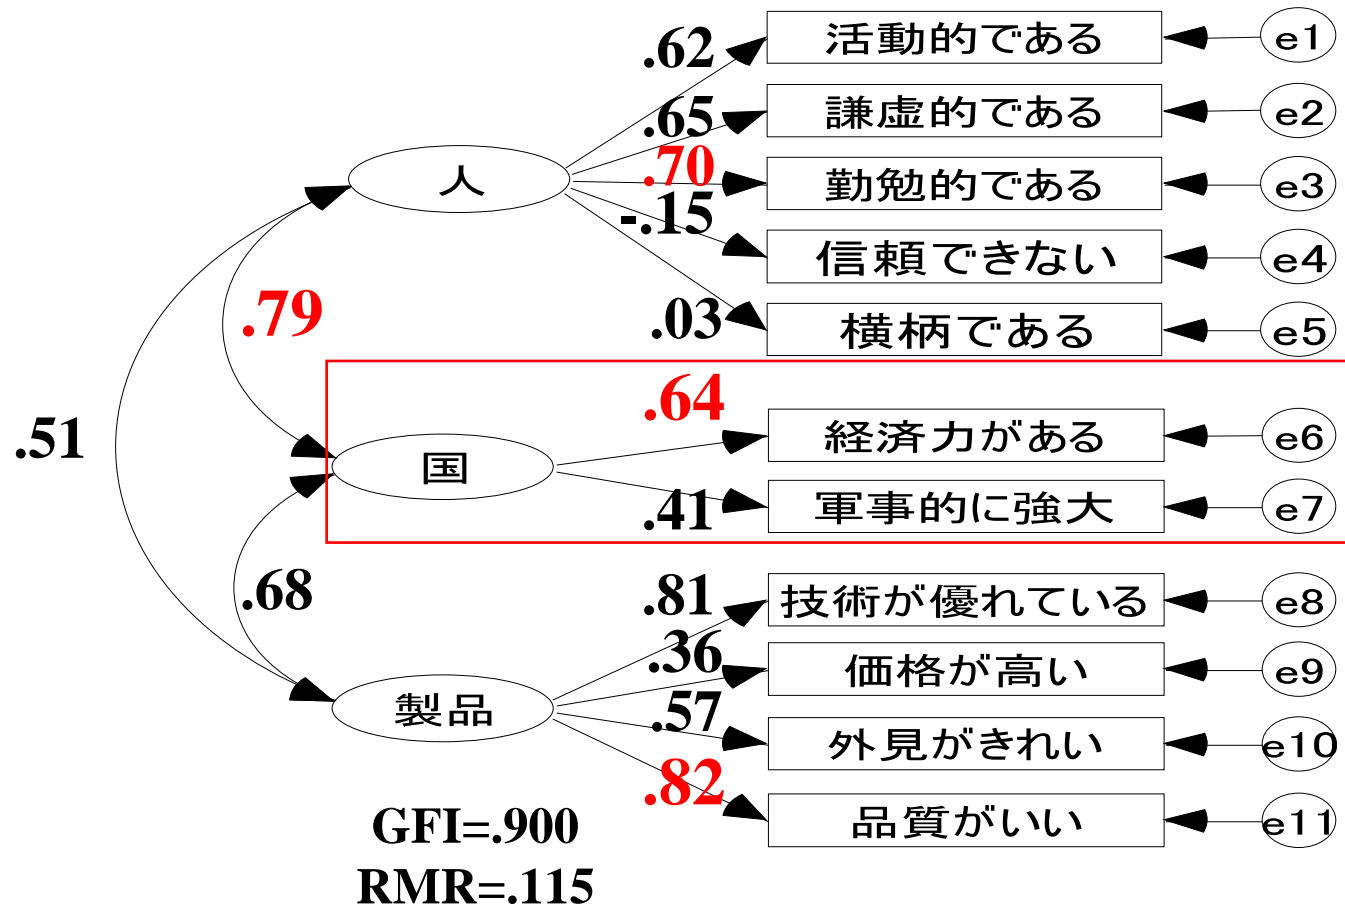 .62 活動的である e1
.65 謙虚的である e2
人 .70 勤勉的である e3
-.15 信頼できない e4
.79 .03 横柄である e5
.64 経済力がある e6
.51 国
.41 軍事的に強大 e7
.68 .81 技術が優れている e8
.36 価格が高い e9
製品 .57 外見がきれい e10
.82 品質がいい e11
GFI=.900
RMR=.115